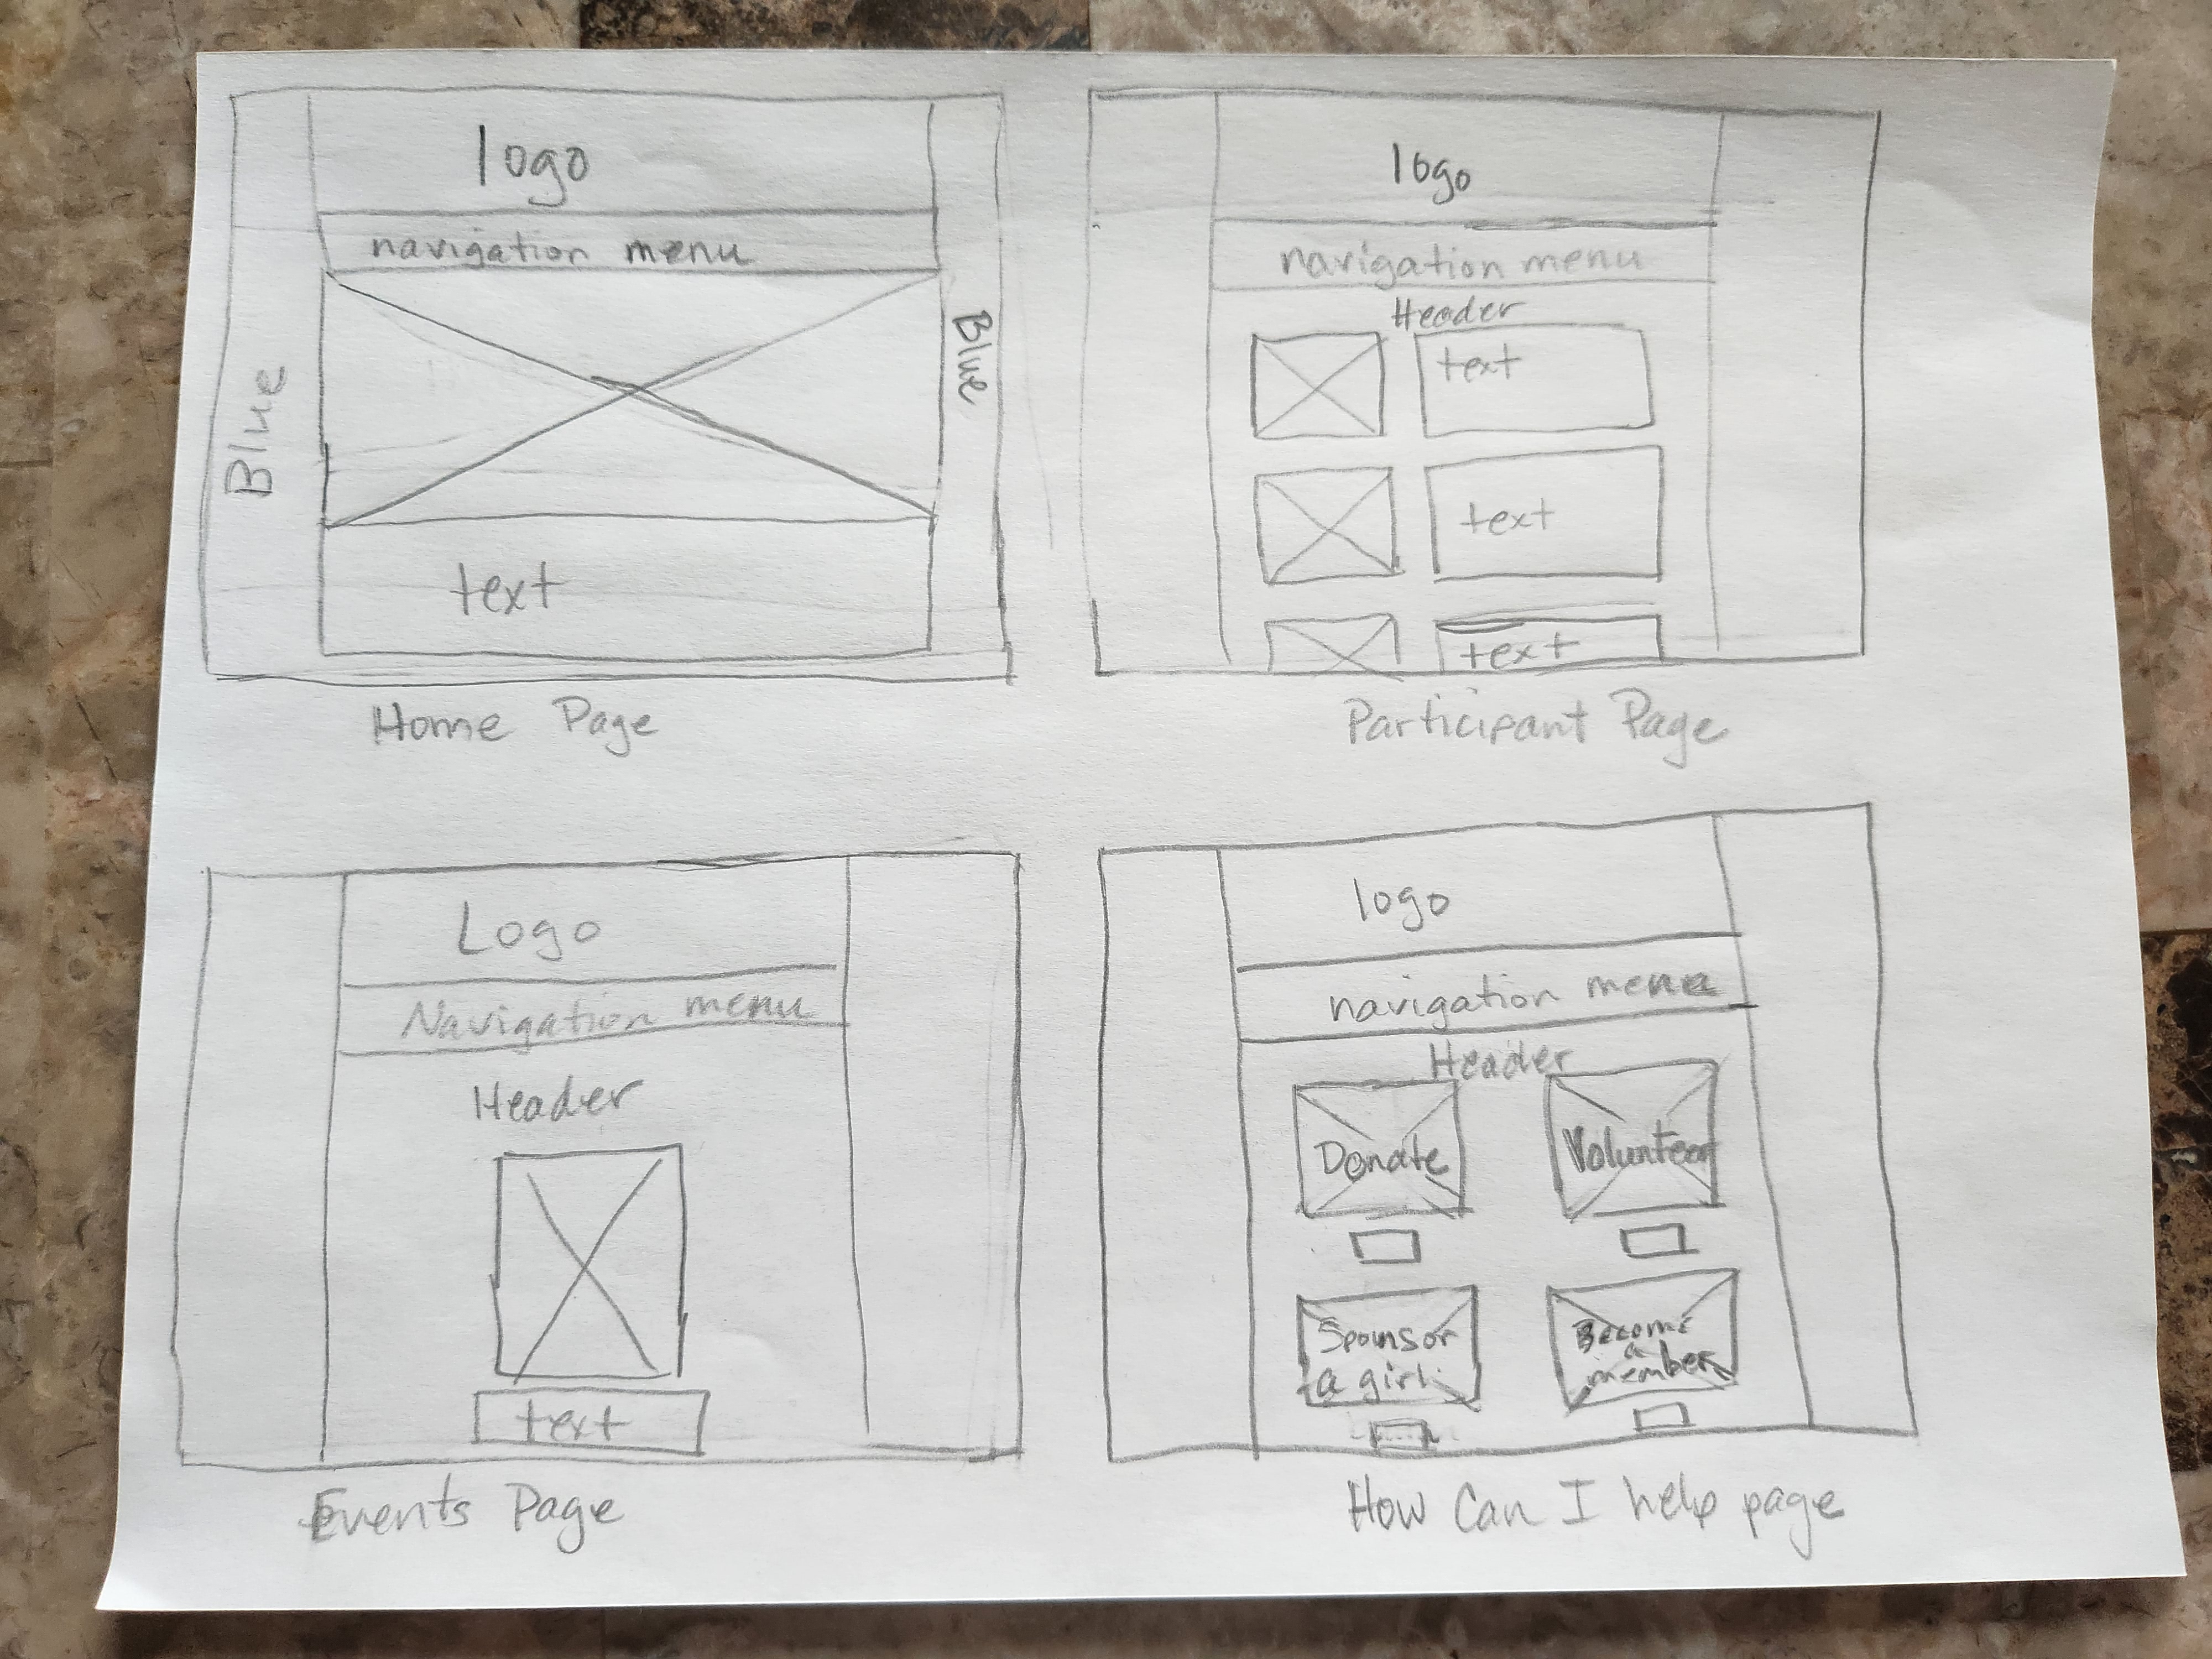 logo
navigation menu
Blue
Blue
text
Home Page
logo
navigation menu
Header
text
text
text
Participant Page
Logo
Navigation menu
Header
text
Events Page
logo
navigation menu
Header
Donate
Volunteer
Sponsor
a girl
Become
a
member
How Can I help page